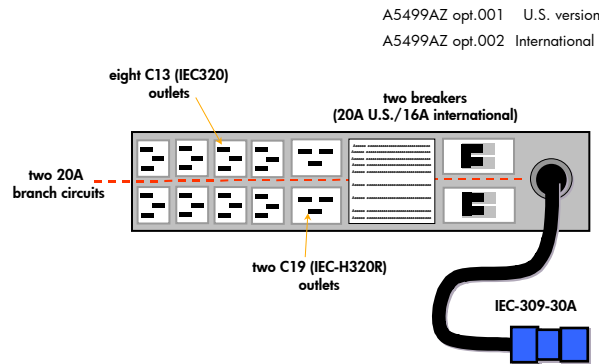 A5499AZ opt.001 U.S. version
A5499AZ opt.002 International
eight C13 (IEC320)
outlets
two breakers
(20A U.S./16A international)
two 20A
branch circuits
two C19 (IEC-H320R)
outlets
IEC-309-30A